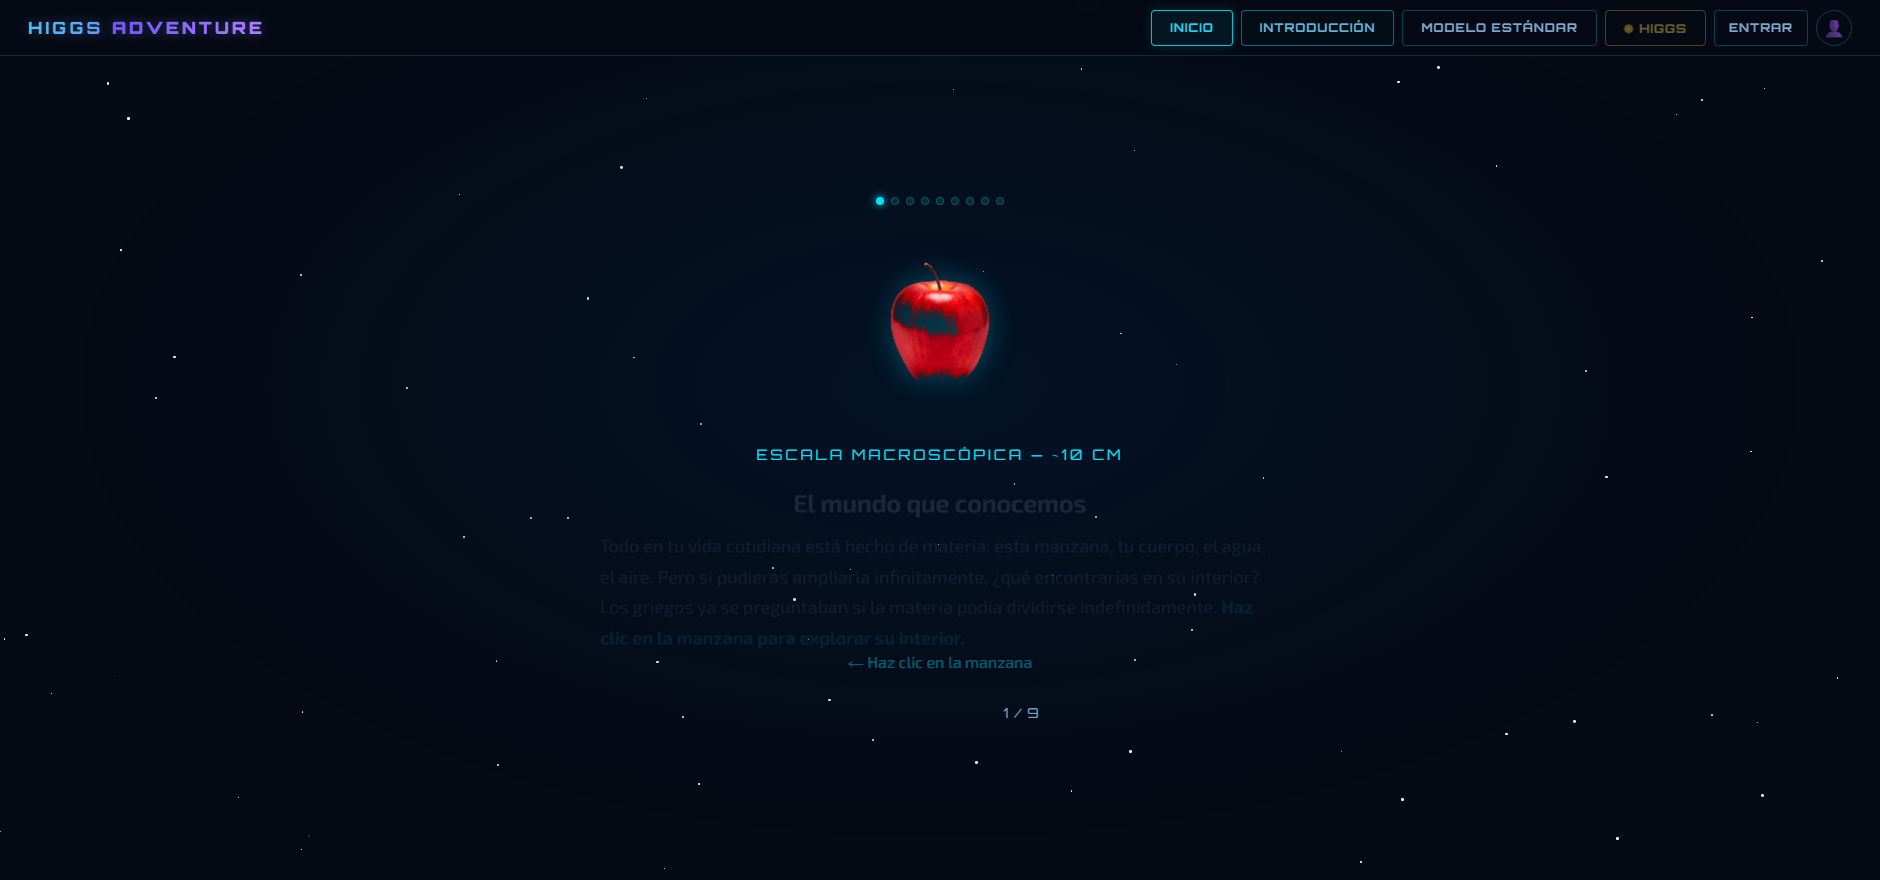 HIGGS ADVENTURE
INICIO
INTRODUCCIÓN
MODELO ESTÁNDAR
HIGGS
ENTRAR
ESCALA MACROSCÓPICA — ~10 CM
El mundo que conocemos
Todo en tu vida cotidiana está hecho de materia: esta manzana, tu cuerpo, el agua,
el aire. Pero si pudieras ampliarla infinitamente, ¿qué encontrarías en su interior?
Los griegos ya se preguntaban si la materia podía dividirse indefinidamente. Haz
clic en la manzana para explorar su interior.
← Haz clic en la manzana
1 / 9